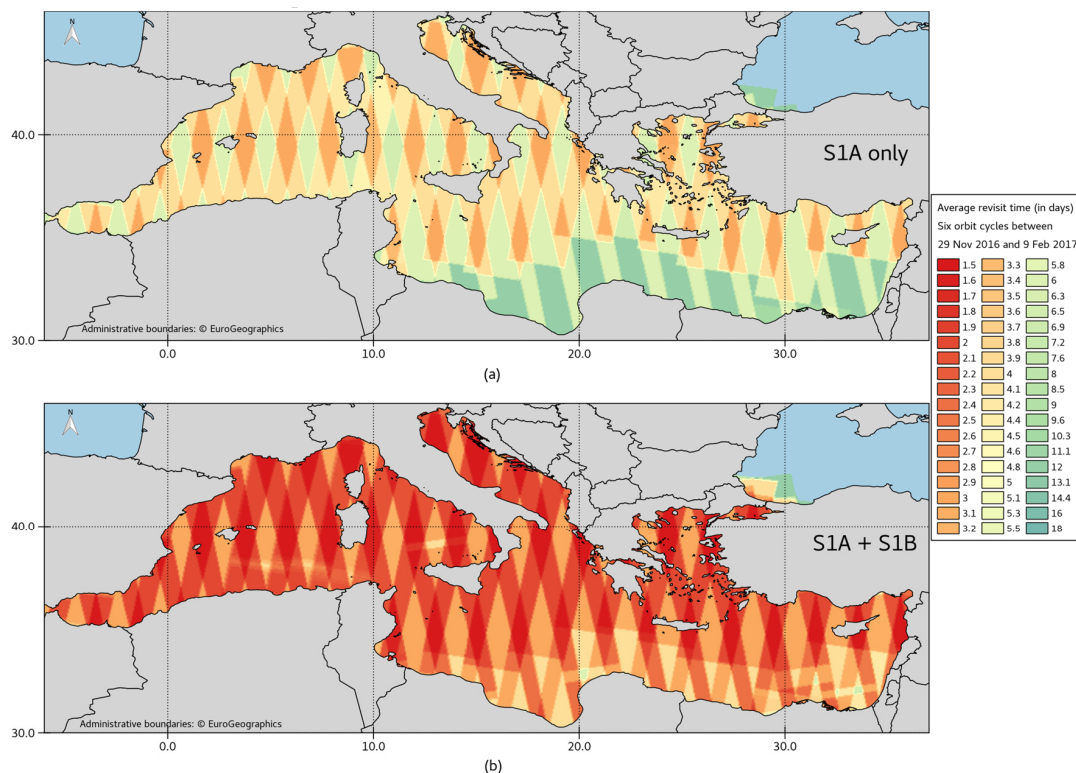 N
40.0
S1A only
Administrative boundaries: © EuroGeographics
30.0
0.0 10.0 20.0 30.0
(a)
Average revisit time (in days)
Six orbit cycles between
29 Nov 2016 and 9 Feb 2017
1.5 3.3 5.8
1.6 3.4 6
1.7 3.5 6.3
1.8 3.6 6.5
1.9 3.7 6.9
2 3.8 7.2
2.1 3.9 7.6
2.2 4 8
2.3 4.1 8.5
2.4 4.2 9
2.5 4.4 9.6
2.6 4.5 10.3
2.7 4.6 11.1
2.8 4.8 12
2.9 5 13.1
3 5.1 14.4
3.1 5.3 16
3.2 5.5 18
N
40.0
S1A + S1B
Administrative boundaries: © EuroGeographics
30.0
0.0 10.0 20.0 30.0
(b)